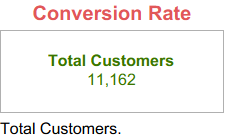 Conversion Rate
Total Customers
11,162
Total Customers.